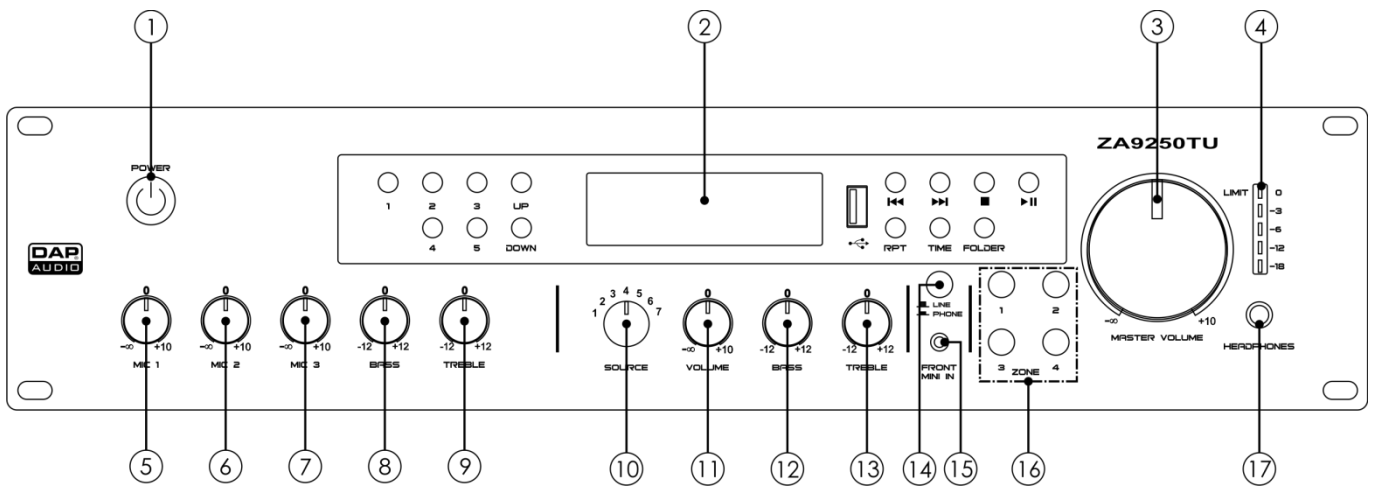 1 2 3 4
ZA9250TU
POWER
LIMIT 0
-3
-6
-12
-18
1 2 3 UP
4 5 DOWN
RPT TIME FOLDER
DAP®
AUDIO
LINE
PHONE
1 2
3 4
ZONE
-∞ +10
MASTER VOLUME
HEADPHONES
0 0 0 0 0
-∞ +10 -∞ +10 -∞ +10 -12 +12 -12 +12
MIC 1 MIC 2 MIC 3 BASS TREBLE
1 2 3 4 5 6 7
SOURCE
0 0 0
-∞ +10 -12 +12 -12 +12
VOLUME BASS TREBLE
FRONT
MINI IN
5 6 7 8 9 10 11 12 13 14 15 16 17